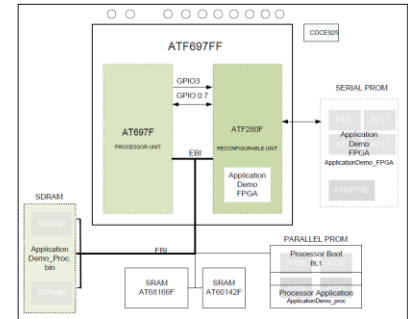 ATF697FF
CDCE925
GPIO3
GPIO 0:7
AT697F
PROCESSOR UNIT
ATF280F
RECONFIGURABLE UNIT
EBI
Application
Demo
FPGA
SERIAL PROM
AT17 AT17
Application
Demo
FPGA
ApplicationDemo_FPGA
SDRAM
SDRAM
Application
Demo_Proc.
bin
SDRAM
EBI
SRAM
AT68166F
SRAM
AT60142F
PARALLEL PROM
Processor Boot
BL1
Processor Application
ApplicationDemo_proc